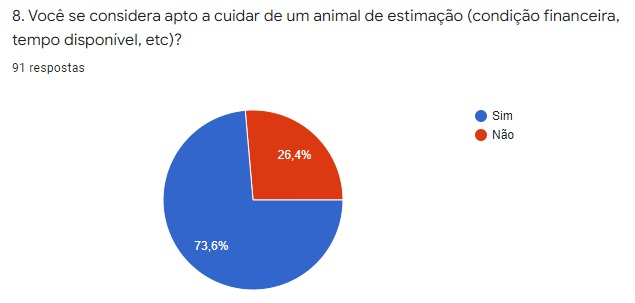 8. Você se considera apto a cuidar de um animal de estimação (condição financeira,
tempo disponível, etc)?
91 respostas
Sim
Não
26,4%
73,6%